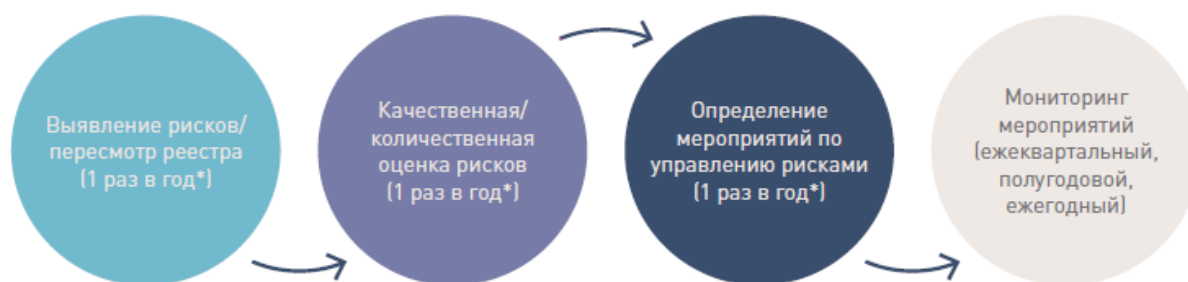 Выявление рисков/
пересмотр реестра
(1 раз в год*)
Качественная/
количественная
оценка рисков
(1 раз в год*)
Определение
мероприятий по
управлению рисками
(1 раз в год*)
Мониторинг
мероприятий
(ежеквартальный,
полугодовой,
ежегодный)